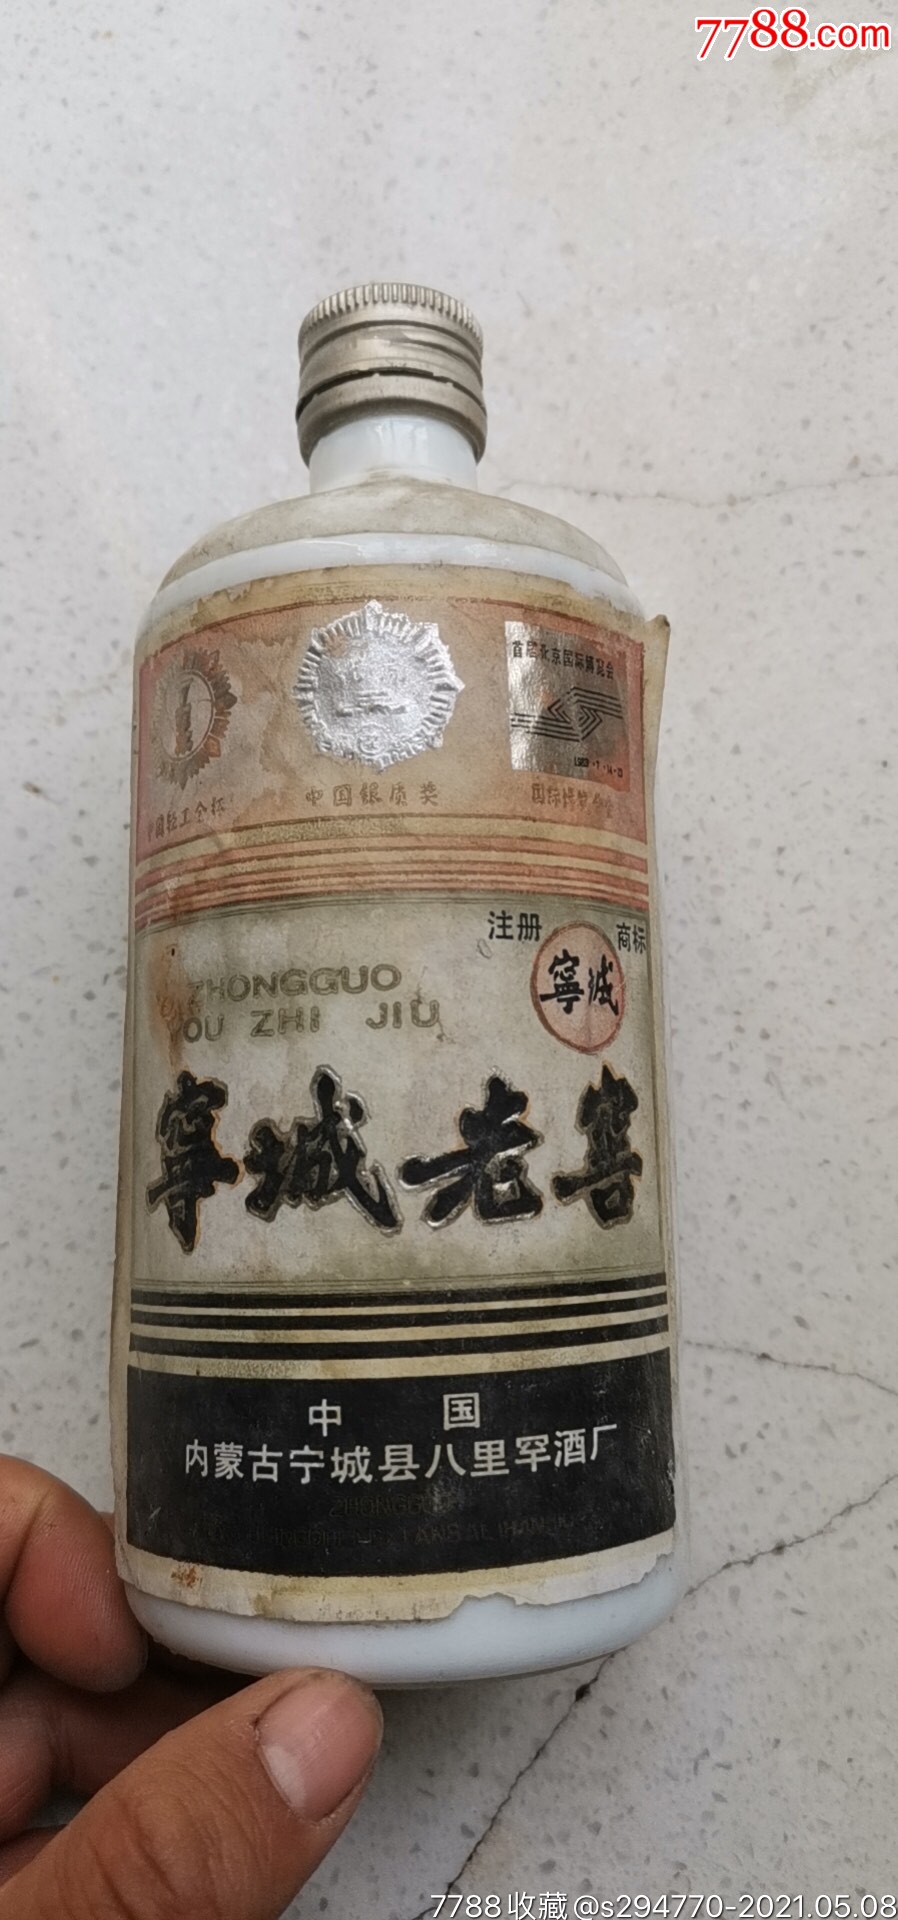 7788.com
首届北京国际博览会
中国轻工金杯
中国银质奖
国际博览会金
注册 商标
寧城
ZHONGGUO
YOU ZHI JIU
寧城老窖
中 国
内蒙古宁城县八里罕酒厂
ZHONGGUO
7788收藏@s294770-2021.05.08